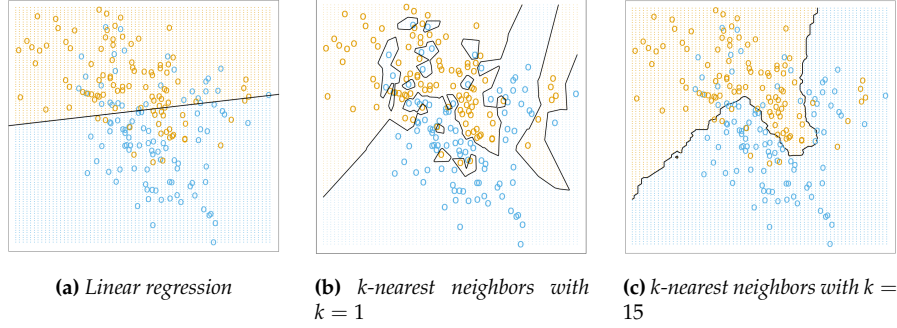 (a) Linear regression
(b) k-nearest neighbors with
k = 1
(c) k-nearest neighbors with k =
15